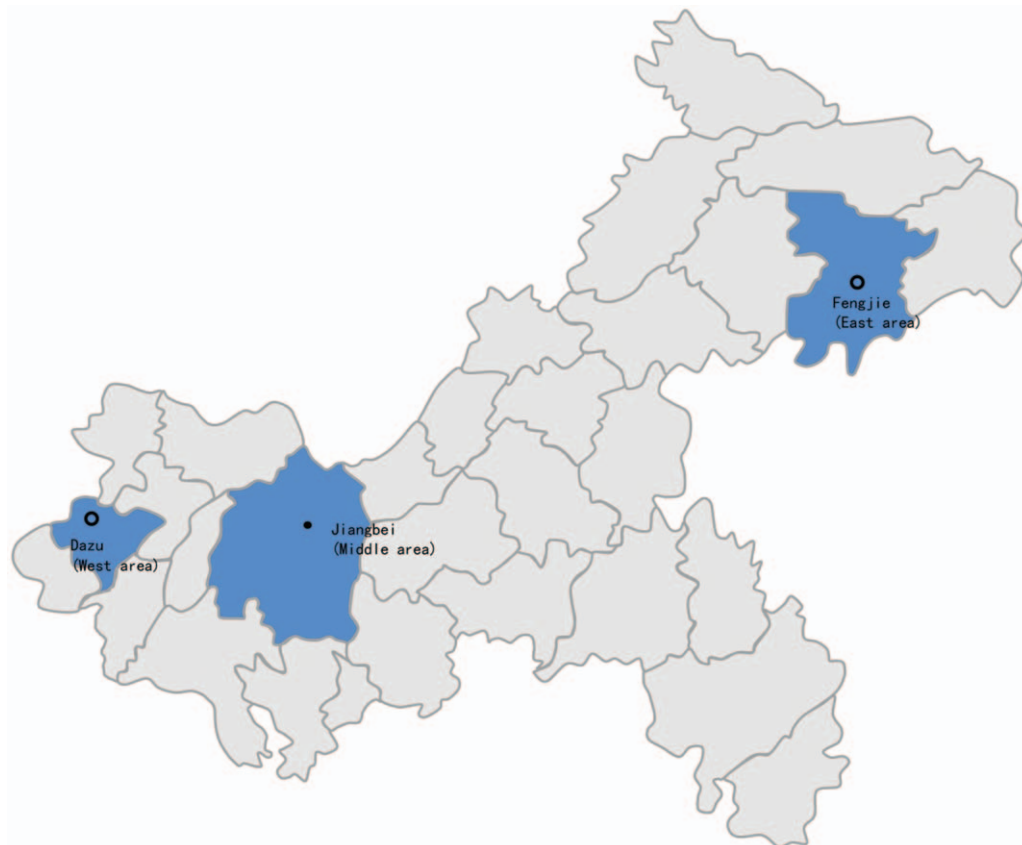 Fengjie
(East area)
Jiangbei
(Middle area)
Dazu
(West area)